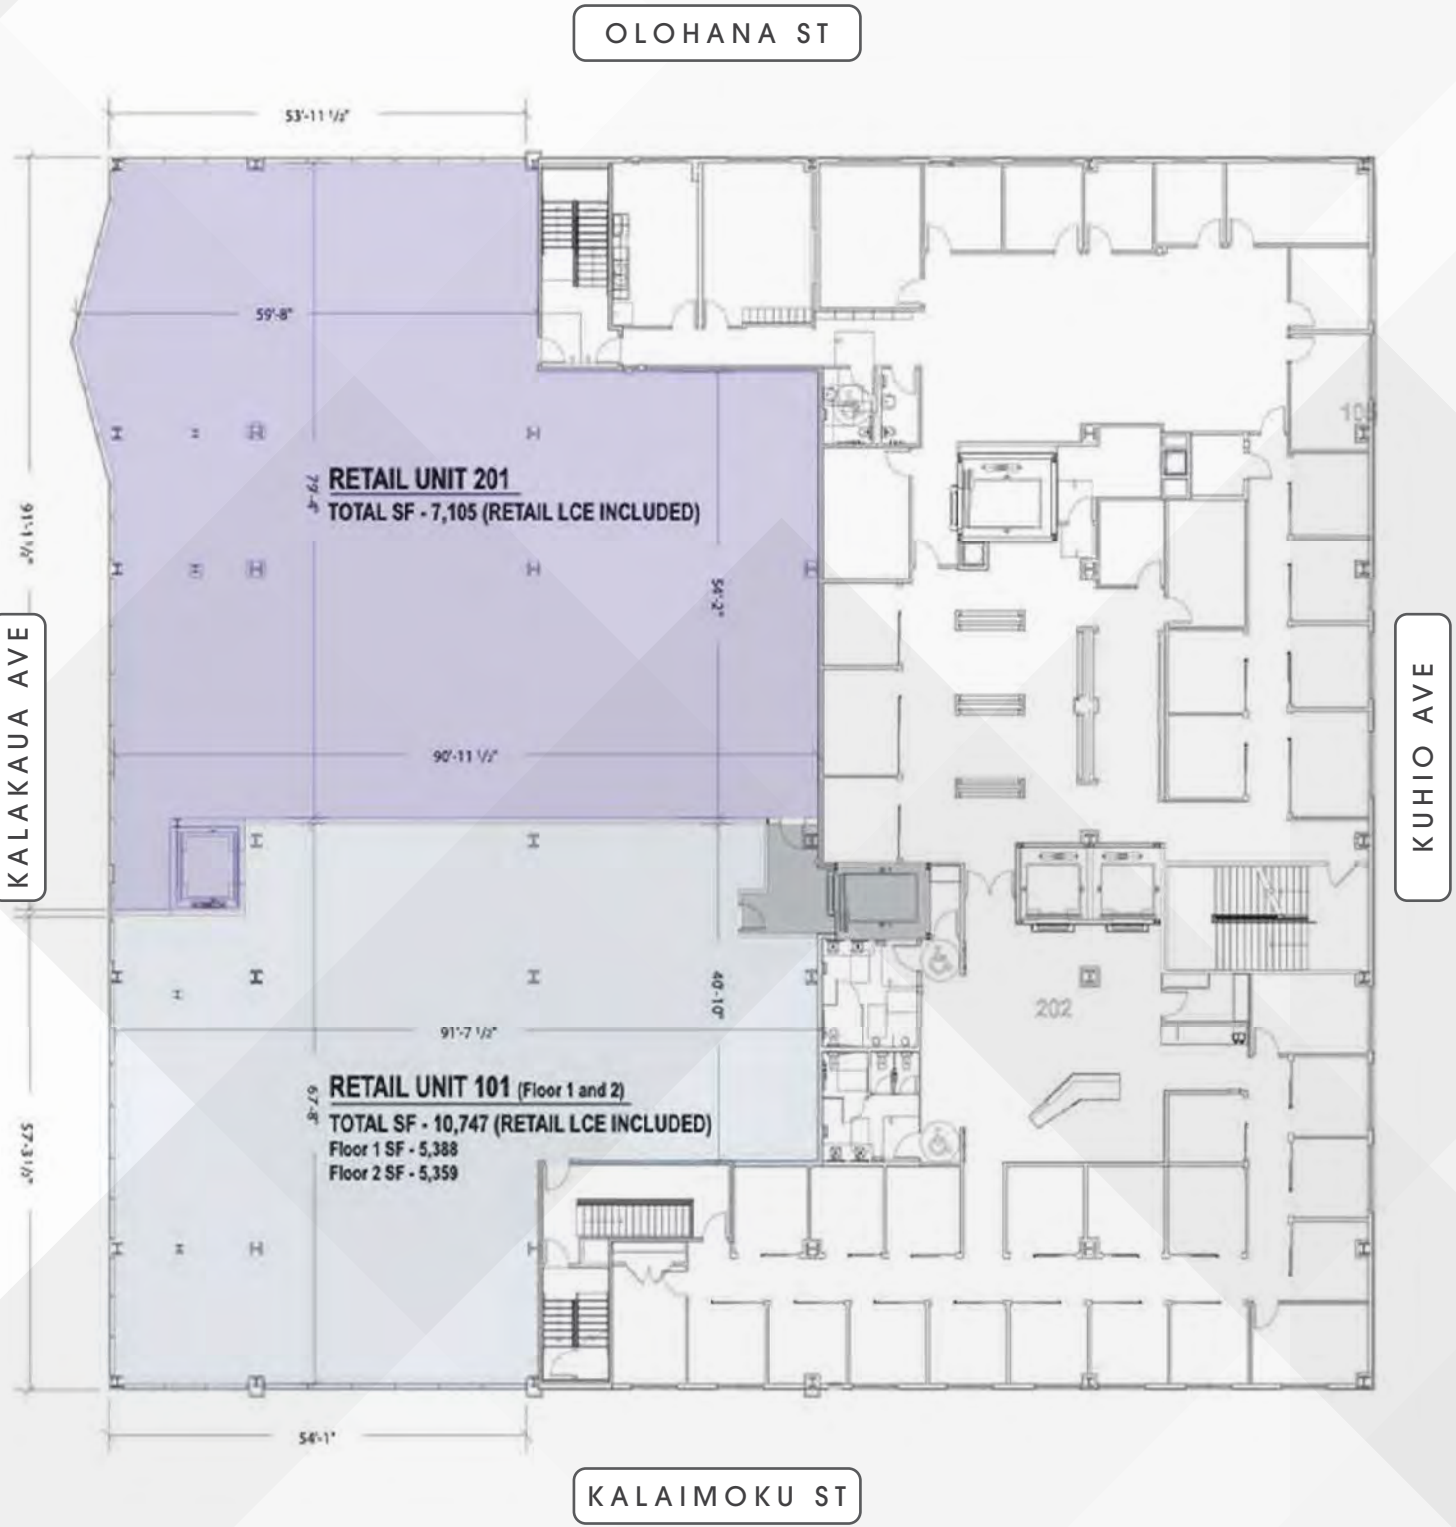 OLOHANA ST
53'-11 1/2"
59'-8"
RETAIL UNIT 201
TOTAL SF - 7,105 (RETAIL LCE INCLUDED)
91'-1 1/2"
54'-2"
90'-11 1/2"
KALAKAUA AVE
KUHIO AVE
40'-10"
202
91'-7 1/2"
RETAIL UNIT 101 (Floor 1 and 2)
TOTAL SF - 10,747 (RETAIL LCE INCLUDED)
Floor 1 SF - 5,388
Floor 2 SF - 5,359
67'-8"
57'-3 1/2"
54'-1"
KALAIMOKU ST